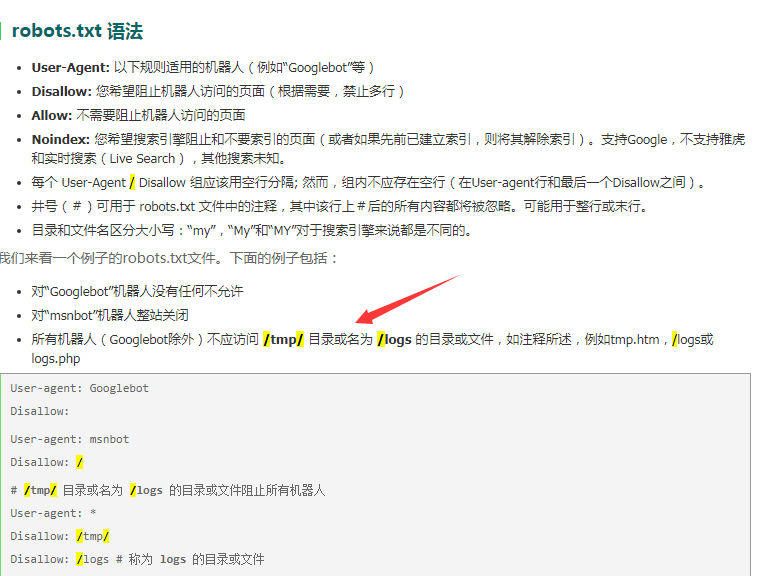 robots.txt 语法
User-Agent: 以下规则适用的机器人（例如“Googlebot”等）
Disallow: 您希望阻止机器人访问的页面（根据需要，禁止多行）
Allow: 不需要阻止机器人访问的页面
Noindex: 您希望搜索引擎阻止和不要索引的页面（或者如果先前已建立索引，则将其解除索引）。支持Google，不支持雅虎
和实时搜索（Live Search），其他搜索未知。
每个 User-Agent / Disallow 组应该用空行分隔; 然而，组内不应存在空行（在User-agent行和最后一个Disallow之间）。
井号（＃）可用于 robots.txt 文件中的注释，其中该行上＃后的所有内容都将被忽略。可能用于整行或末行。
目录和文件名区分大小写：“my”，“My”和“MY”对于搜索引擎来说都是不同的。
我们来看一个例子的robots.txt文件。下面的例子包括：
对“Googlebot”机器人没有任何不允许
对“msnbot”机器人整站关闭
所有机器人（Googlebot除外）不应访问 /tmp/ 目录或名为 /logs 的目录或文件，如注释所述，例如tmp.htm，/logs或
logs.php
User-agent: Googlebot
Disallow:
User-agent: msnbot
Disallow: /
# /tmp/ 目录或名为 /logs 的目录或文件阻止所有机器人
User-agent: *
Disallow: /tmp/
Disallow: /logs # 称为 logs 的目录或文件